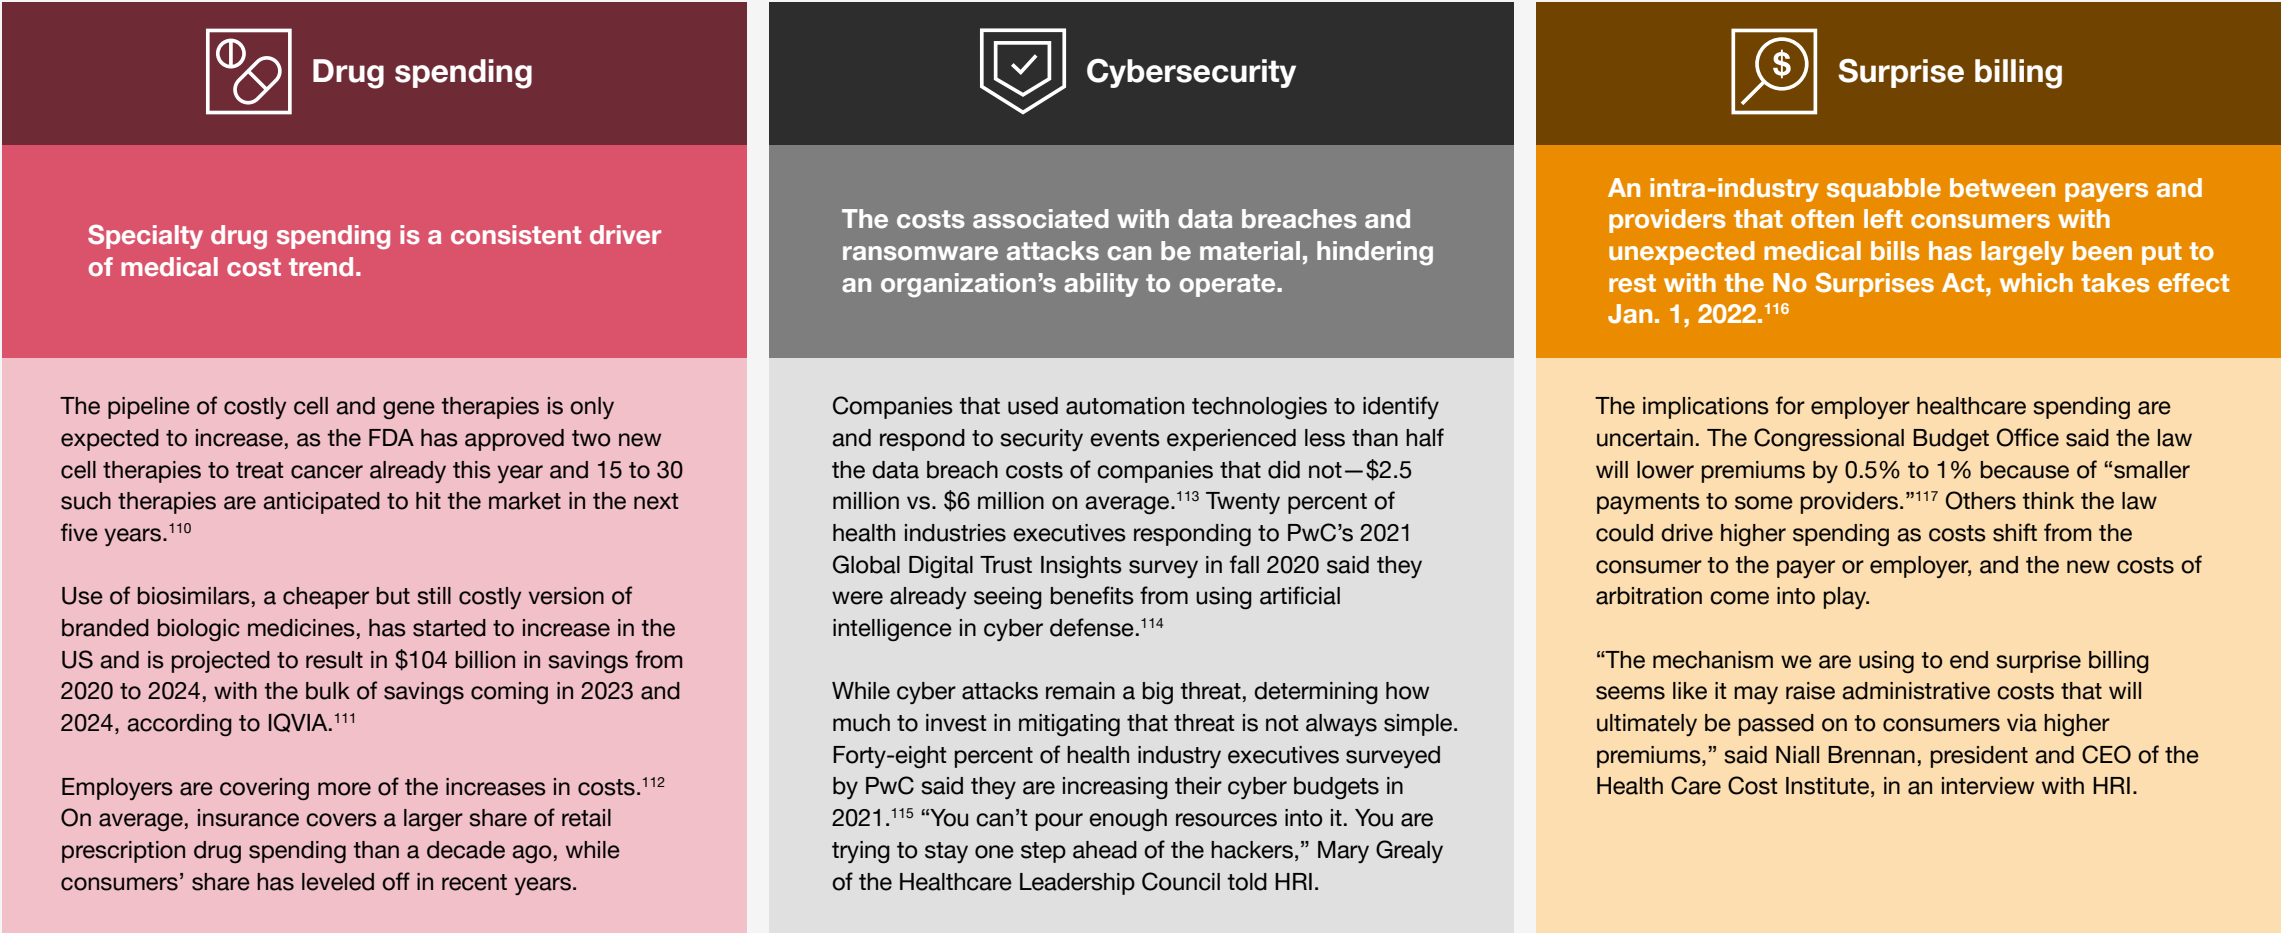 Drug spending
Specialty drug spending is a consistent driver
of medical cost trend.
The pipeline of costly cell and gene therapies is only
expected to increase, as the FDA has approved two new
cell therapies to treat cancer already this year and 15 to 30
such therapies are anticipated to hit the market in the next
five years.110
Use of biosimilars, a cheaper but still costly version of
branded biologic medicines, has started to increase in the
US and is projected to result in $104 billion in savings from
2020 to 2024, with the bulk of savings coming in 2023 and
2024, according to IQVIA.111
Employers are covering more of the increases in costs.112
On average, insurance covers a larger share of retail
prescription drug spending than a decade ago, while
consumers’ share has leveled off in recent years.
Cybersecurity
The costs associated with data breaches and
ransomware attacks can be material, hindering
an organization’s ability to operate.
Companies that used automation technologies to identify
and respond to security events experienced less than half
the data breach costs of companies that did not—$2.5
million vs. $6 million on average.113 Twenty percent of
health industries executives responding to PwC’s 2021
Global Digital Trust Insights survey in fall 2020 said they
were already seeing benefits from using artificial
intelligence in cyber defense.114
While cyber attacks remain a big threat, determining how
much to invest in mitigating that threat is not always simple.
Forty-eight percent of health industry executives surveyed
by PwC said they are increasing their cyber budgets in
2021.115 “You can’t pour enough resources into it. You are
trying to stay one step ahead of the hackers,” Mary Grealy
of the Healthcare Leadership Council told HRI.
$
Surprise billing
An intra-industry squabble between payers and
providers that often left consumers with
unexpected medical bills has largely been put to
rest with the No Surprises Act, which takes effect
Jan. 1, 2022.116
The implications for employer healthcare spending are
uncertain. The Congressional Budget Office said the law
will lower premiums by 0.5% to 1% because of “smaller
payments to some providers.”117 Others think the law
could drive higher spending as costs shift from the
consumer to the payer or employer, and the new costs of
arbitration come into play.
“The mechanism we are using to end surprise billing
seems like it may raise administrative costs that will
ultimately be passed on to consumers via higher
premiums,” said Niall Brennan, president and CEO of the
Health Care Cost Institute, in an interview with HRI.